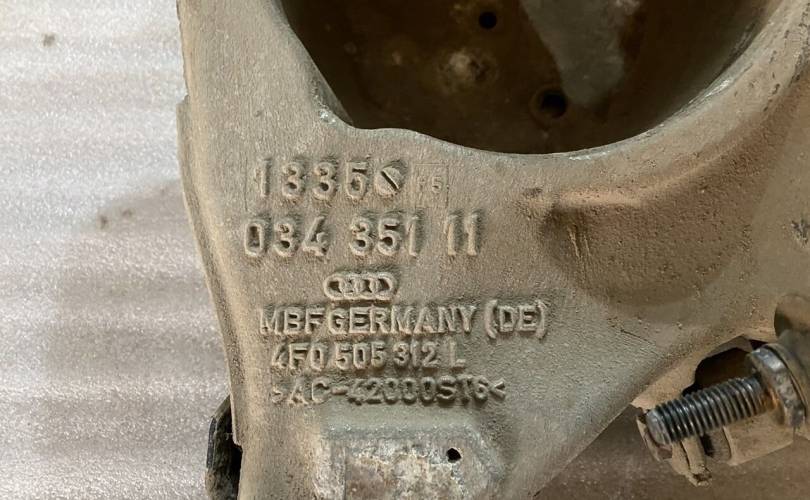 1335
034 351 11
MBFGERMANY (DE)
4F0 505 312 L
>AC-42000ST6<